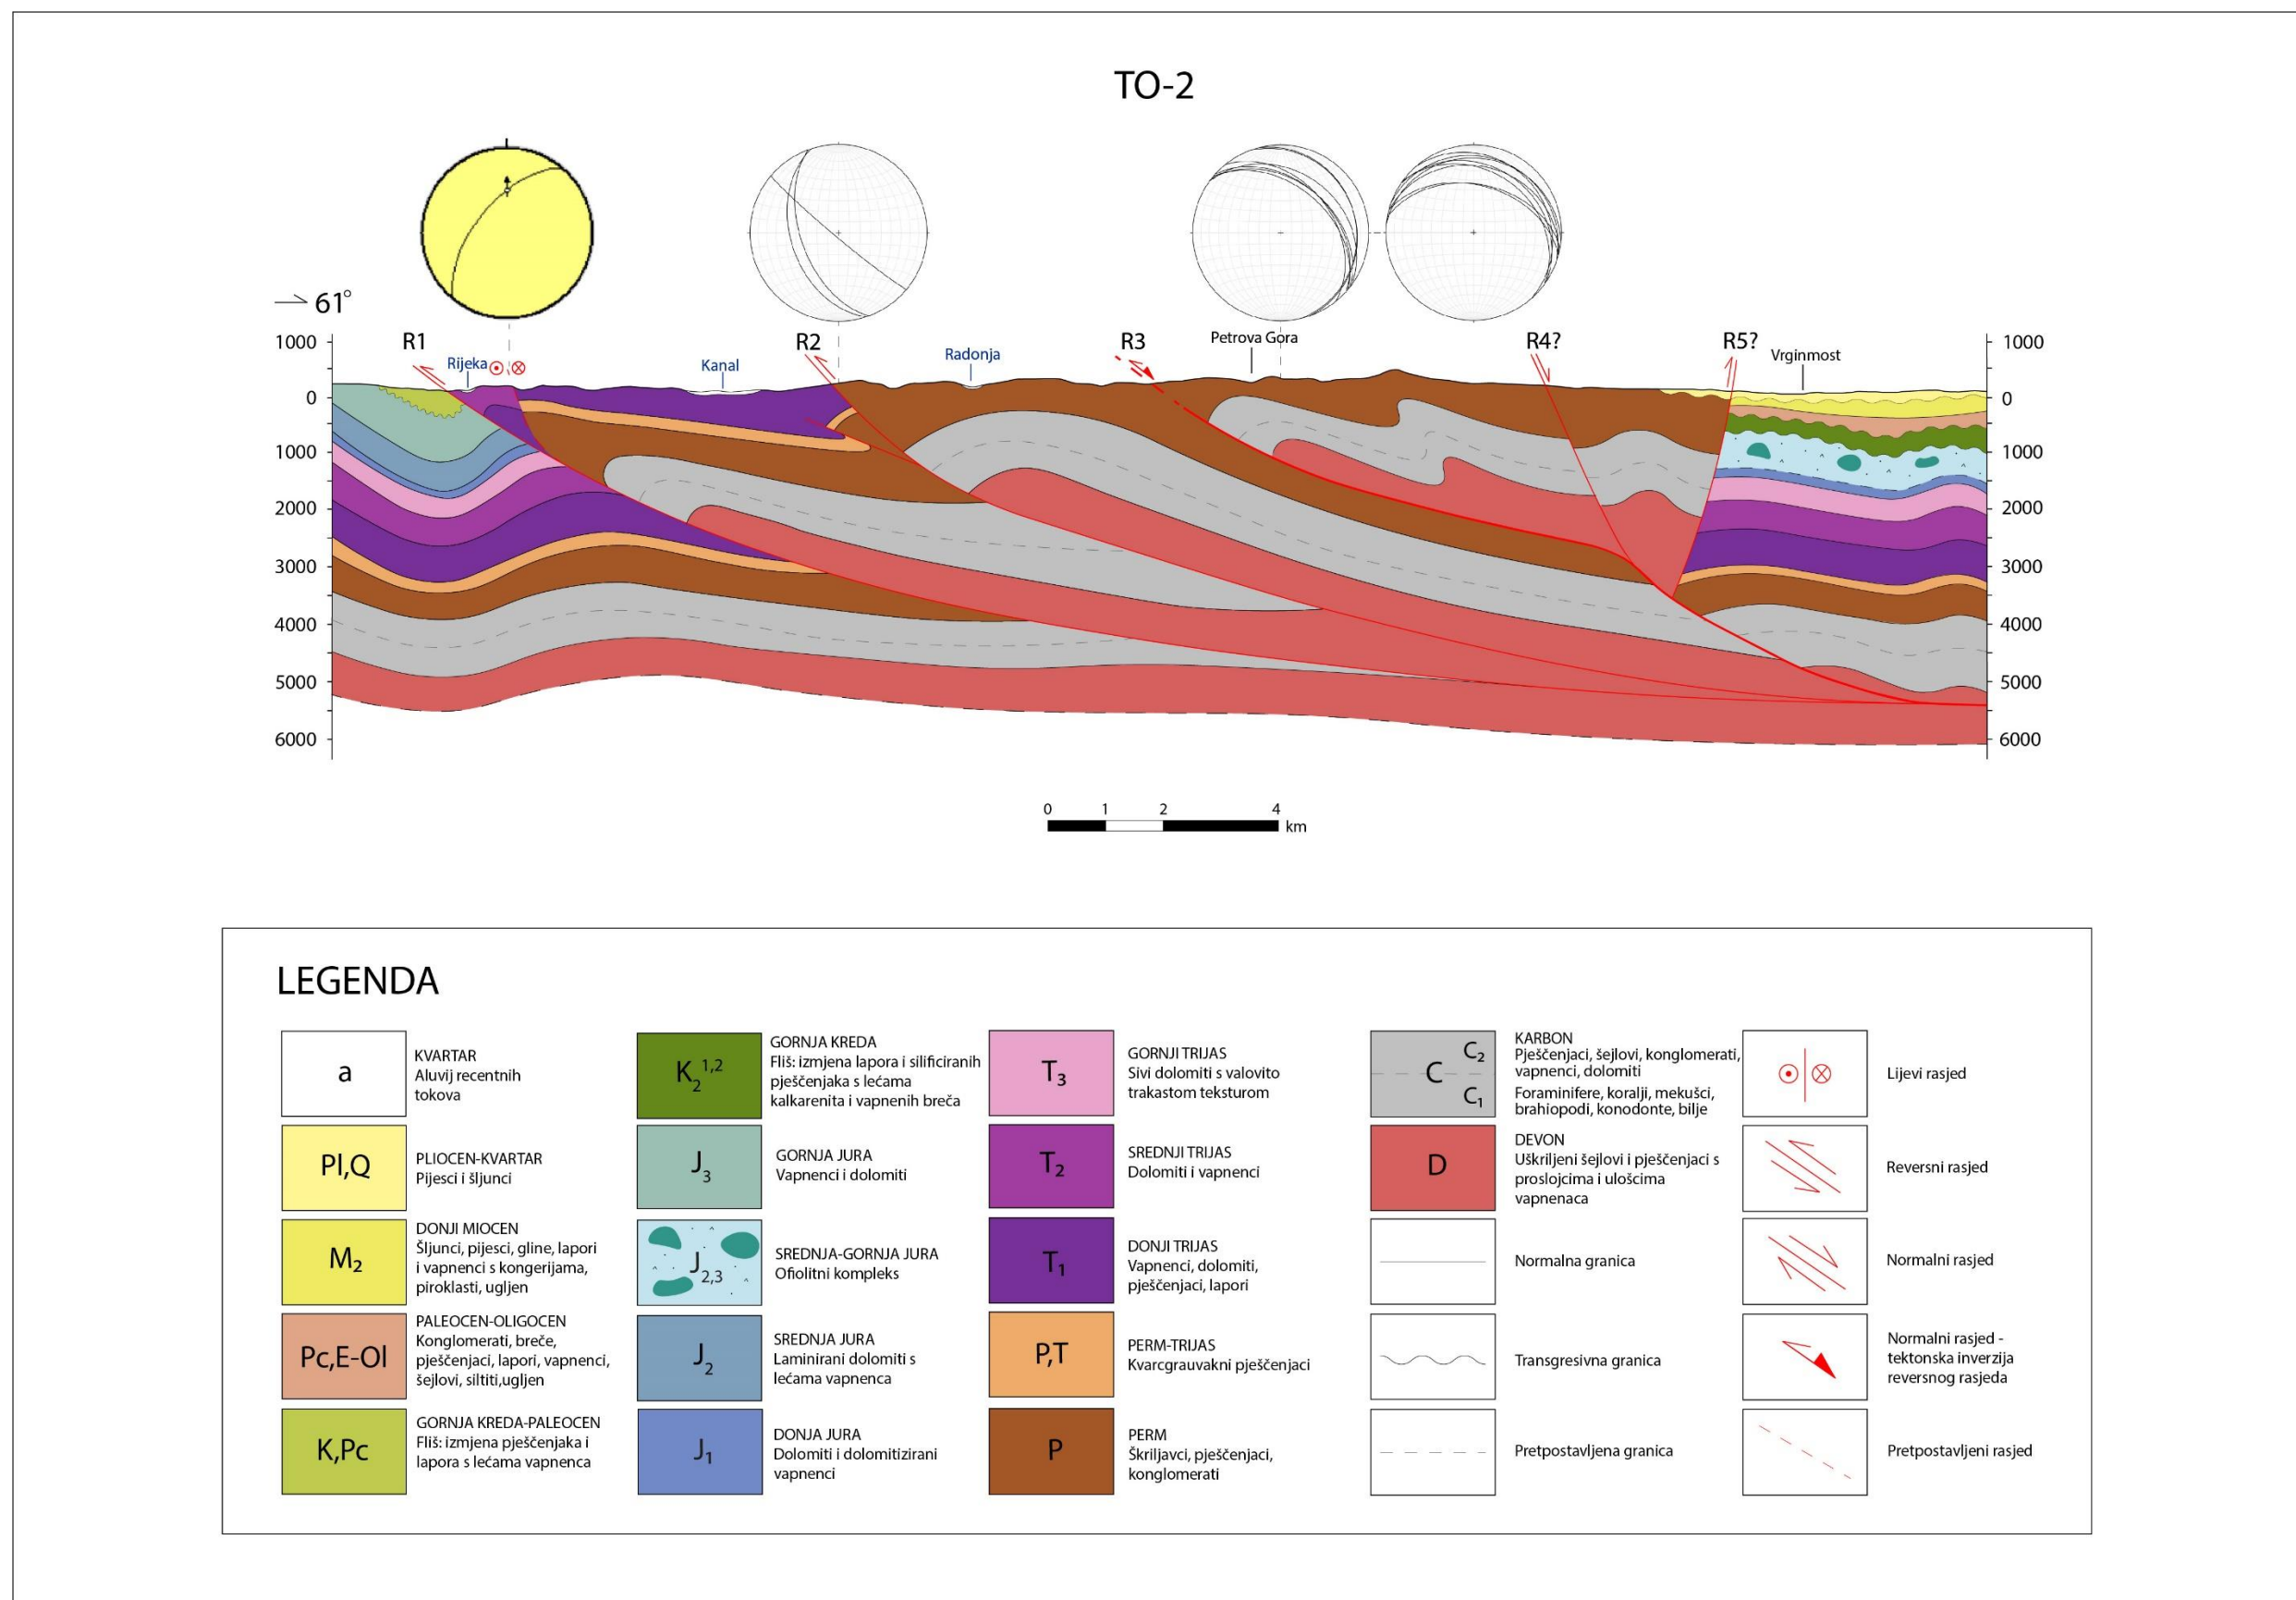 TO-2
61°
R1
R2
R3
R4?
R5?
Rijeka
Kanal
Radonja
Petrova Gora
Vrginmost
1000
0
1000
2000
3000
4000
5000
6000
1000
0
1000
2000
3000
4000
5000
6000
0 1 2 4
km
LEGENDA
a
KVARTAR
Aluvij recentnih
tokova
Pl,Q
PLIOCEN-KVARTAR
Pijesci i šljunci
M₂
DONJI MIOCEN
Šljunci, pijesci, gline, lapori
i vapnenci s kongerijama,
piroklasti, ugljen
Pc,E-Ol
PALEOCEN-OLIGOCEN
Konglomerati, breče,
pješčenjaci, lapori, vapnenci,
šejlovi, siltiti,ugljen
K,Pc
GORNJA KREDA-PALEOCEN
Fliš: izmjena pješčenjaka i
lapora s lećama vapnenca
K₂¹,²
GORNJA KREDA
Fliš: izmjena lapora i silificiranih
pješčenjaka s lećama
kalkarenita i vapnenih breča
J₃
GORNJA JURA
Vapnenci i dolomiti
J₂,₃
SREDNJA-GORNJA JURA
Ofiolitni kompleks
J₂
SREDNJA JURA
Laminirani dolomiti s
lećama vapnenca
J₁
DONJA JURA
Dolomiti i dolomitizirani
vapnenci
T₃
GORNJI TRIJAS
Sivi dolomiti s valovito
trakastom teksturom
T₂
SREDNJI TRIJAS
Dolomiti i vapnenci
T₁
DONJI TRIJAS
Vapnenci, dolomiti,
pješčenjaci, lapori
P,T
PERM-TRIJAS
Kvarcgrauvakni pješčenjaci
P
PERM
Škriljavci, pješčenjaci,
konglomerati
C₂
C
C₁
KARBON
Pješčenjaci, šejlovi, konglomerati,
vapnenci, dolomiti
Foraminifere, koralji, mekušci,
brahiopodi, konodonte, bilje
D
DEVON
Uškriljeni šejlovi i pješčenjaci s
proslojcima i ulošcima
vapnenaca
Normalna granica
Transgresivna granica
Pretpostavljena granica
Lijevi rasjed
Reversni rasjed
Normalni rasjed
Normalni rasjed -
tektonska inverzija
reversnog rasjeda
Pretpostavljeni rasjed